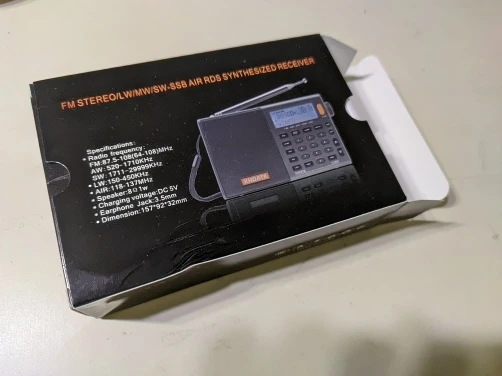 FM STEREO/LW/MW/SW-SSB AIR RDS SYNTHESIZED RECEIVER
Specifications:
• Radio frequency:
FM:87.5-108(64-108)MHz
AW: 520-1710KHz
SW: 1711-29999KHz
• LW: 150-450KHz
• AIR: 118-137MHz
• Speaker: 8Ω 1w
• Charging voltage: DC 5V
• Earphone Jack: 3.5mm
• Dimension: 157*92*32mm
XHDATA